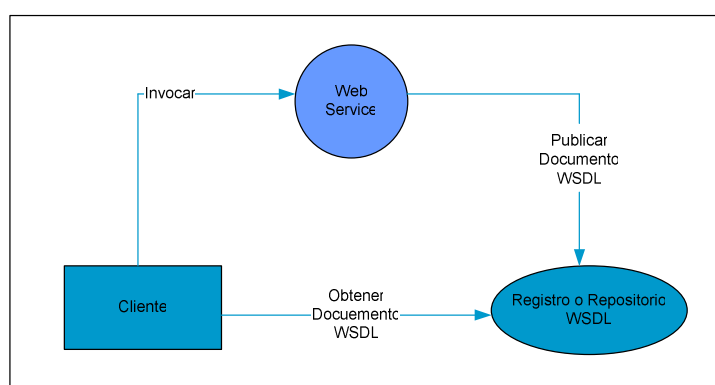 Invocar
Web
Service
Publicar
Documento
WSDL
Cliente
Obtener
Docuemento
WSDL
Registro o Repositorio
WSDL